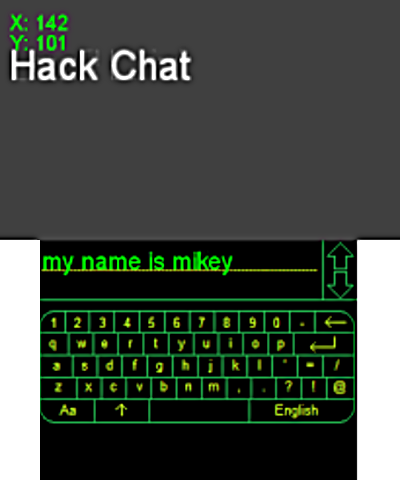 X: 142
Y: 101
Hack Chat
my name is mikey
1 2 3 4 5 6 7 8 9 0 -
q w e r t y u i o p
a s d f g h j k l ' = /
z x c v b n m , . ? ! @
Aa English